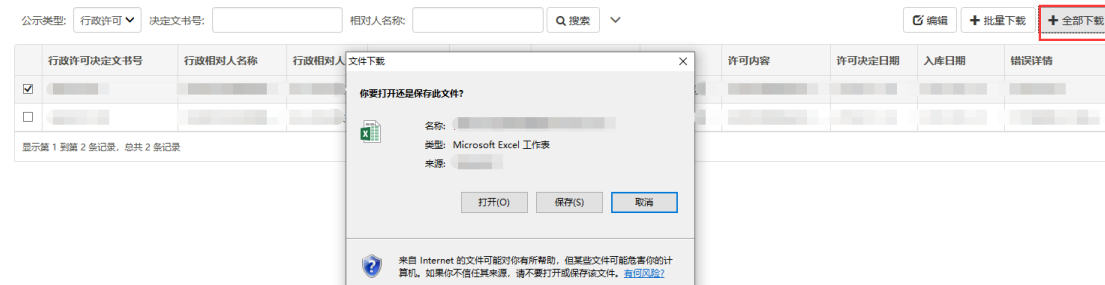 公示类型: 行政许可 决定文书号: 相对人名称: 搜索 编辑 批量下载 全部下载
行政许可决定文书号 行政相对人名称 行政相对人 许可内容 许可决定日期 入库日期 错误详情
文件下载
你要打开还是保存此文件?
名称:
类型: Microsoft Excel 工作表
来源:
打开(O) 保存(S) 取消
显示第 1 到第 2 条记录，总共 2 条记录
来自 Internet 的文件可能对你有所帮助，但某些文件可能危害你的计
算机。如果你不信任其来源，请不要打开或保存该文件。有何风险?